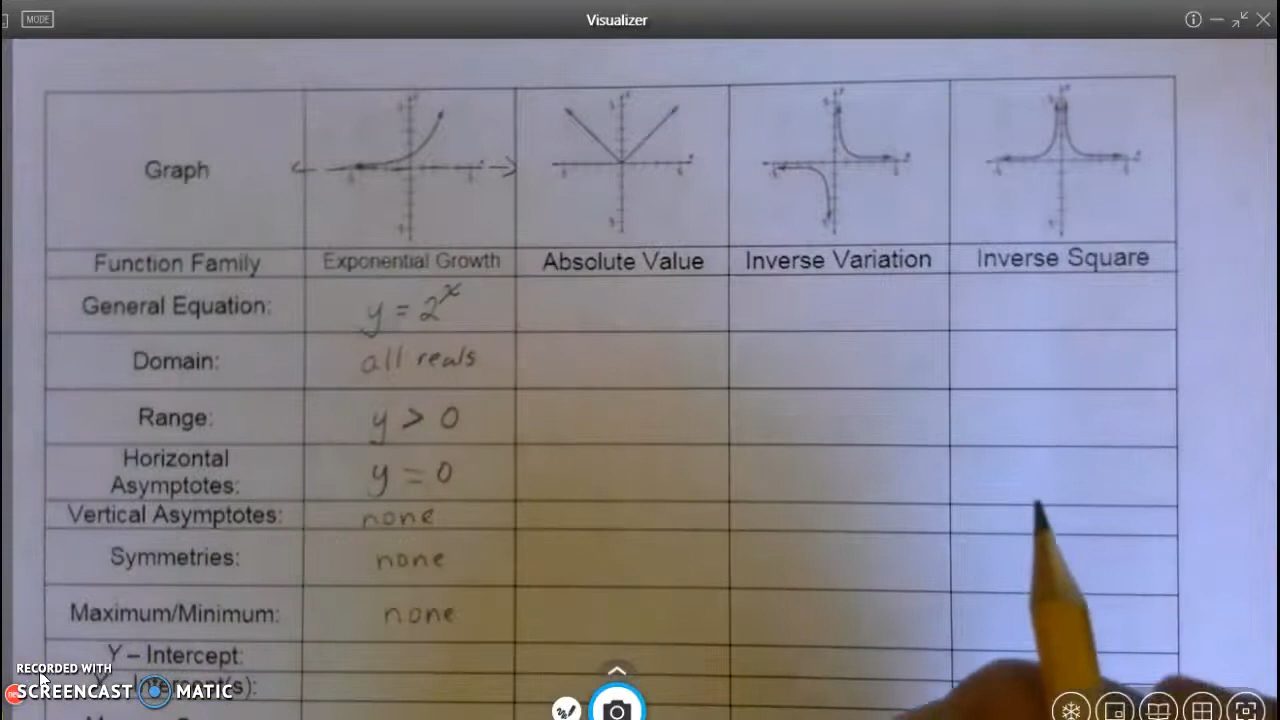 MODE
Visualizer
Graph
Function Family Exponential Growth Absolute Value Inverse Variation Inverse Square
General Equation: y = 2^x
Domain: all reals
Range: y > 0
Horizontal
Asymptotes: y = 0
Vertical Asymptotes: none
Symmetries: none
Maximum/Minimum: none
Y – Intercept:
Intercept(s):
RECORDED WITH
SCREENCAST MATIC